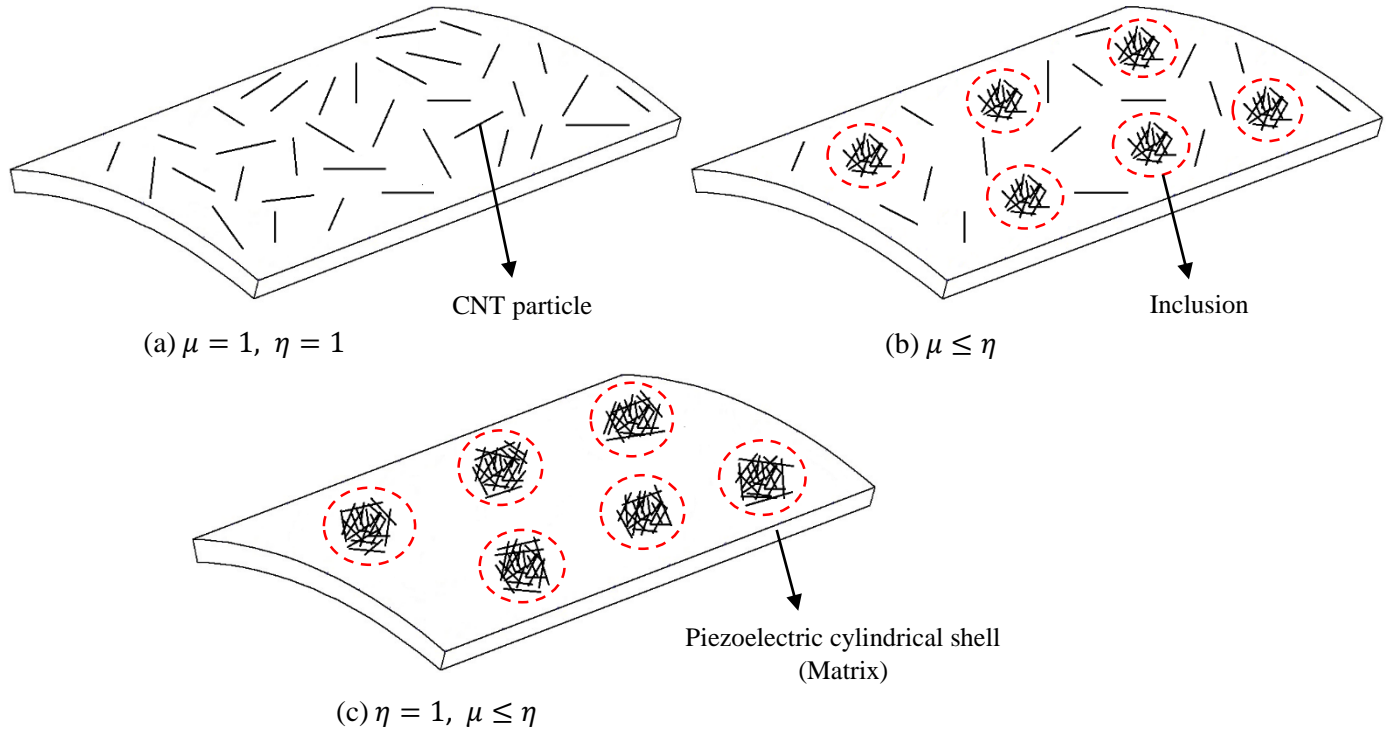 CNT particle
(a) μ = 1, η = 1
Inclusion
(b) μ ≤ η
Piezoelectric cylindrical shell
(Matrix)
(c) η = 1, μ ≤ η